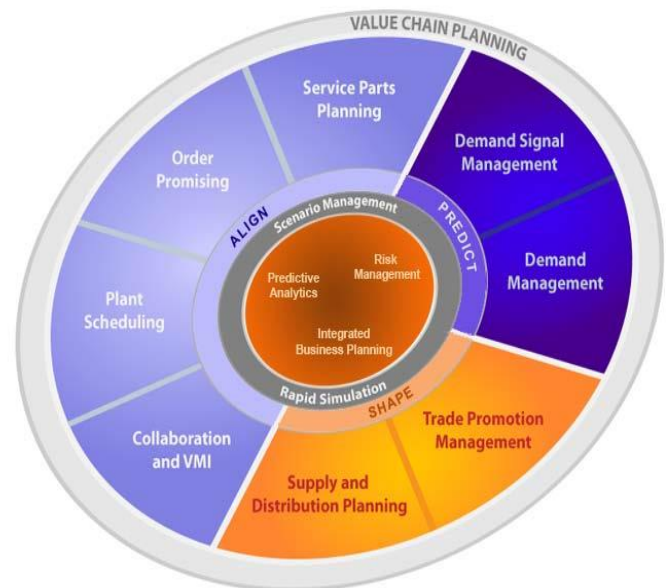 VALUE CHAIN PLANNING
Service Parts
Planning
Demand Signal
Management
Order
Promising
ALIGN
Scenario Management
PREDICT
Risk
Management
Predictive
Analytics
Demand
Management
Plant
Scheduling
Integrated
Business Planning
Rapid Simulation
SHAPE
Trade Promotion
Management
Collaboration
and VMI
Supply and
Distribution Planning